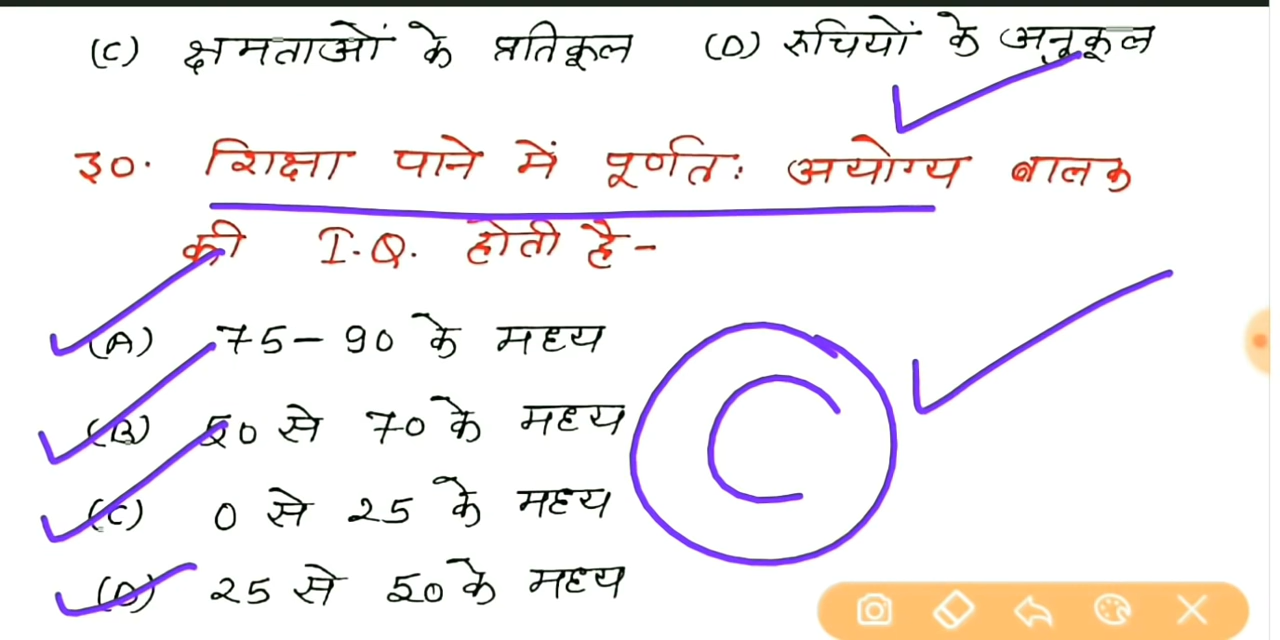 (C) क्षमताओं के प्रतिकूल (D) रुचियों के अनुकूल
30. शिक्षा पाने में पूर्णतः अयोग्य बालक
की I.Q. होती है-
(A) 75-90 के मध्य
(B) 50 से 70 के मध्य
(C) 0 से 25 के मध्य
C
(D) 25 से 50 के मध्य